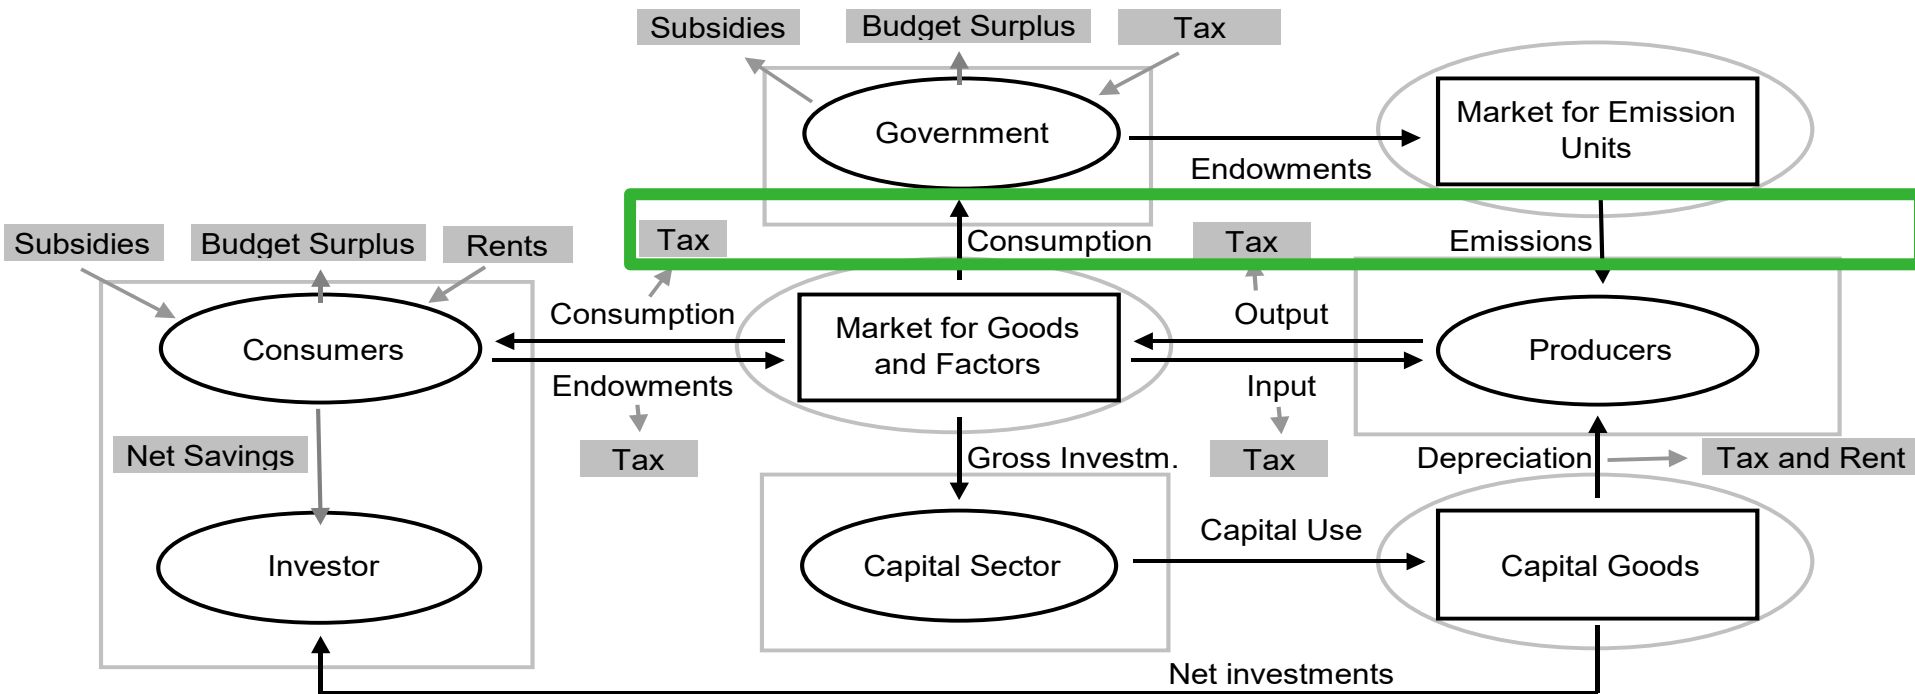 Subsidies
Budget Surplus
Tax
Government
Market for Emission
Units
Endowments
Subsidies
Budget Surplus
Rents
Tax
Consumption
Tax
Emissions
Consumers
Consumption
Endowments
Tax
Market for Goods
and Factors
Output
Input
Tax
Producers
Net Savings
Gross Investm.
Depreciation
Tax and Rent
Investor
Capital Sector
Capital Use
Capital Goods
Net investments